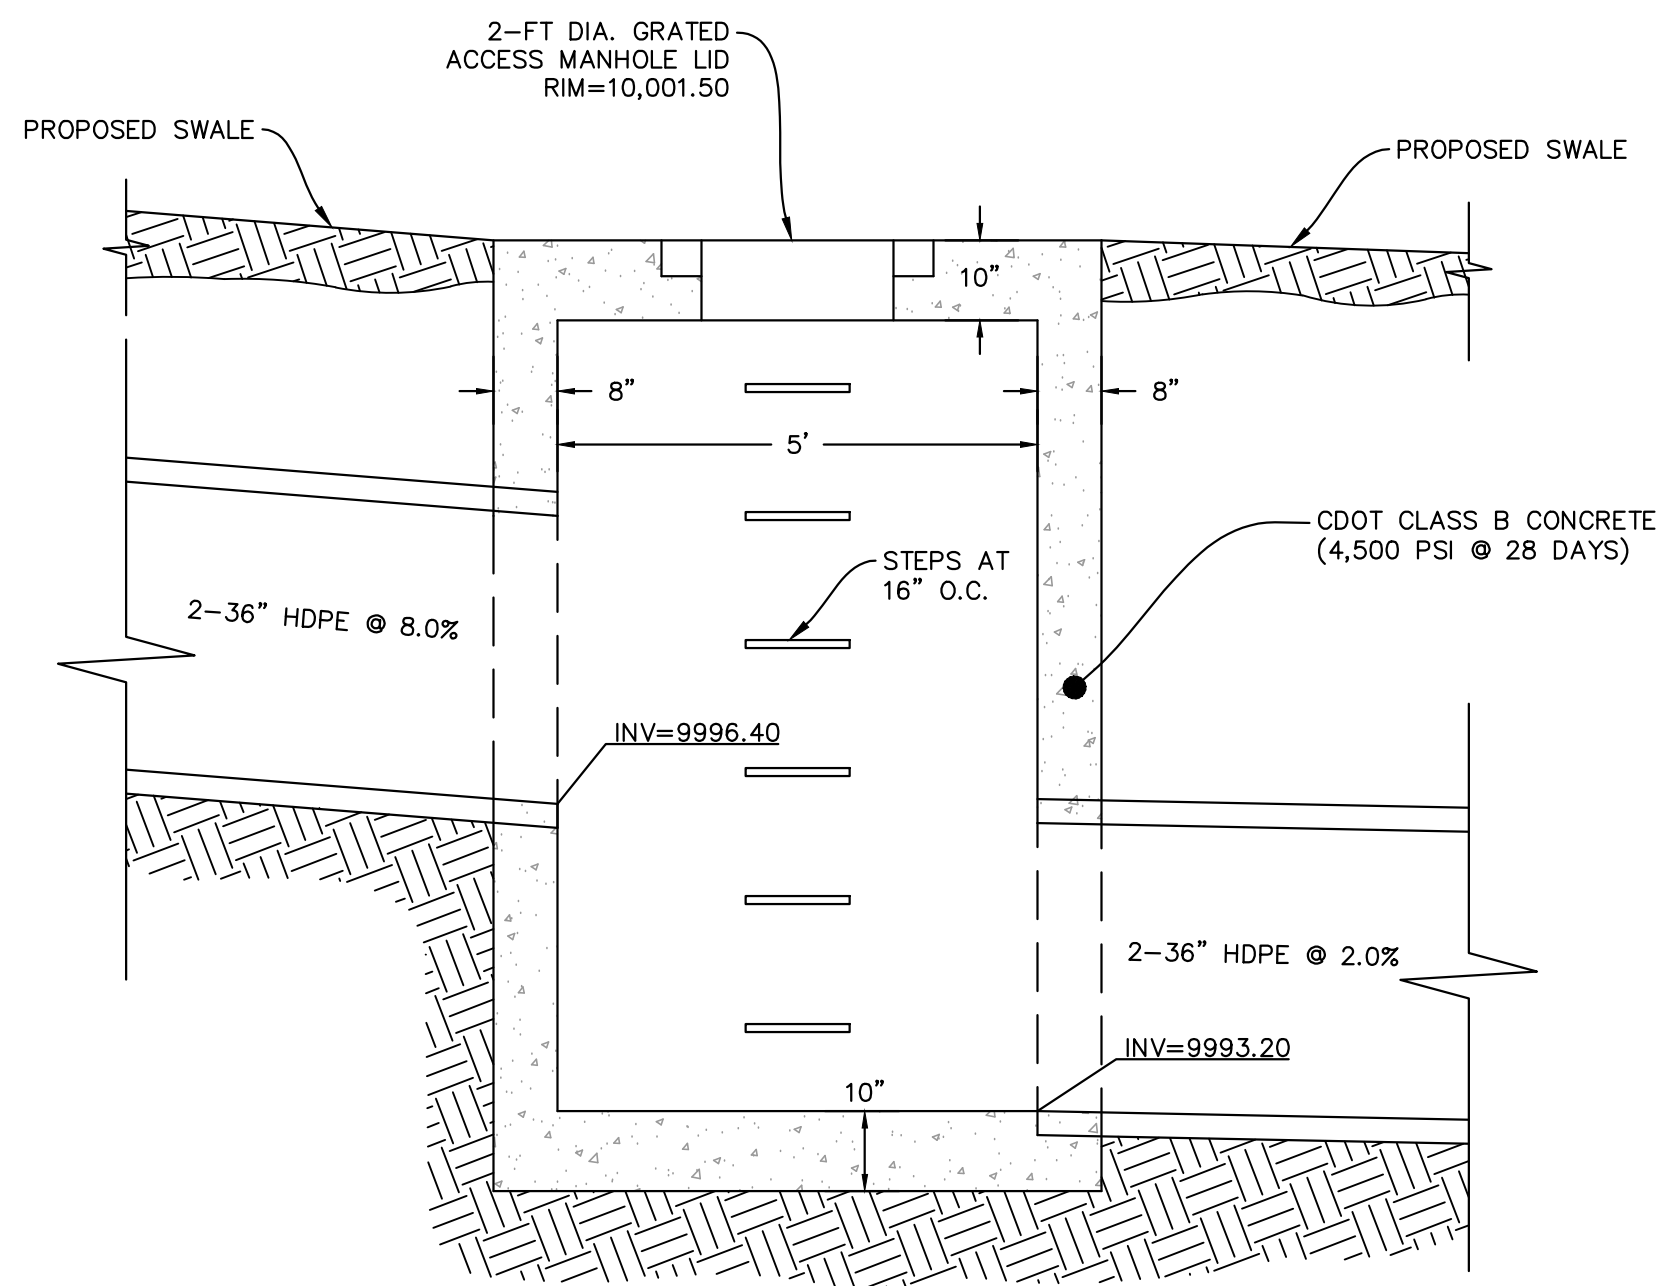 2-FT DIA. GRATED
ACCESS MANHOLE LID
RIM=10,001.50
PROPOSED SWALE
PROPOSED SWALE
10"
8"
8"
5'
CDOT CLASS B CONCRETE
(4,500 PSI @ 28 DAYS)
STEPS AT
16" O.C.
2-36" HDPE @ 8.0%
INV=9996.40
2-36" HDPE @ 2.0%
INV=9993.20
10"